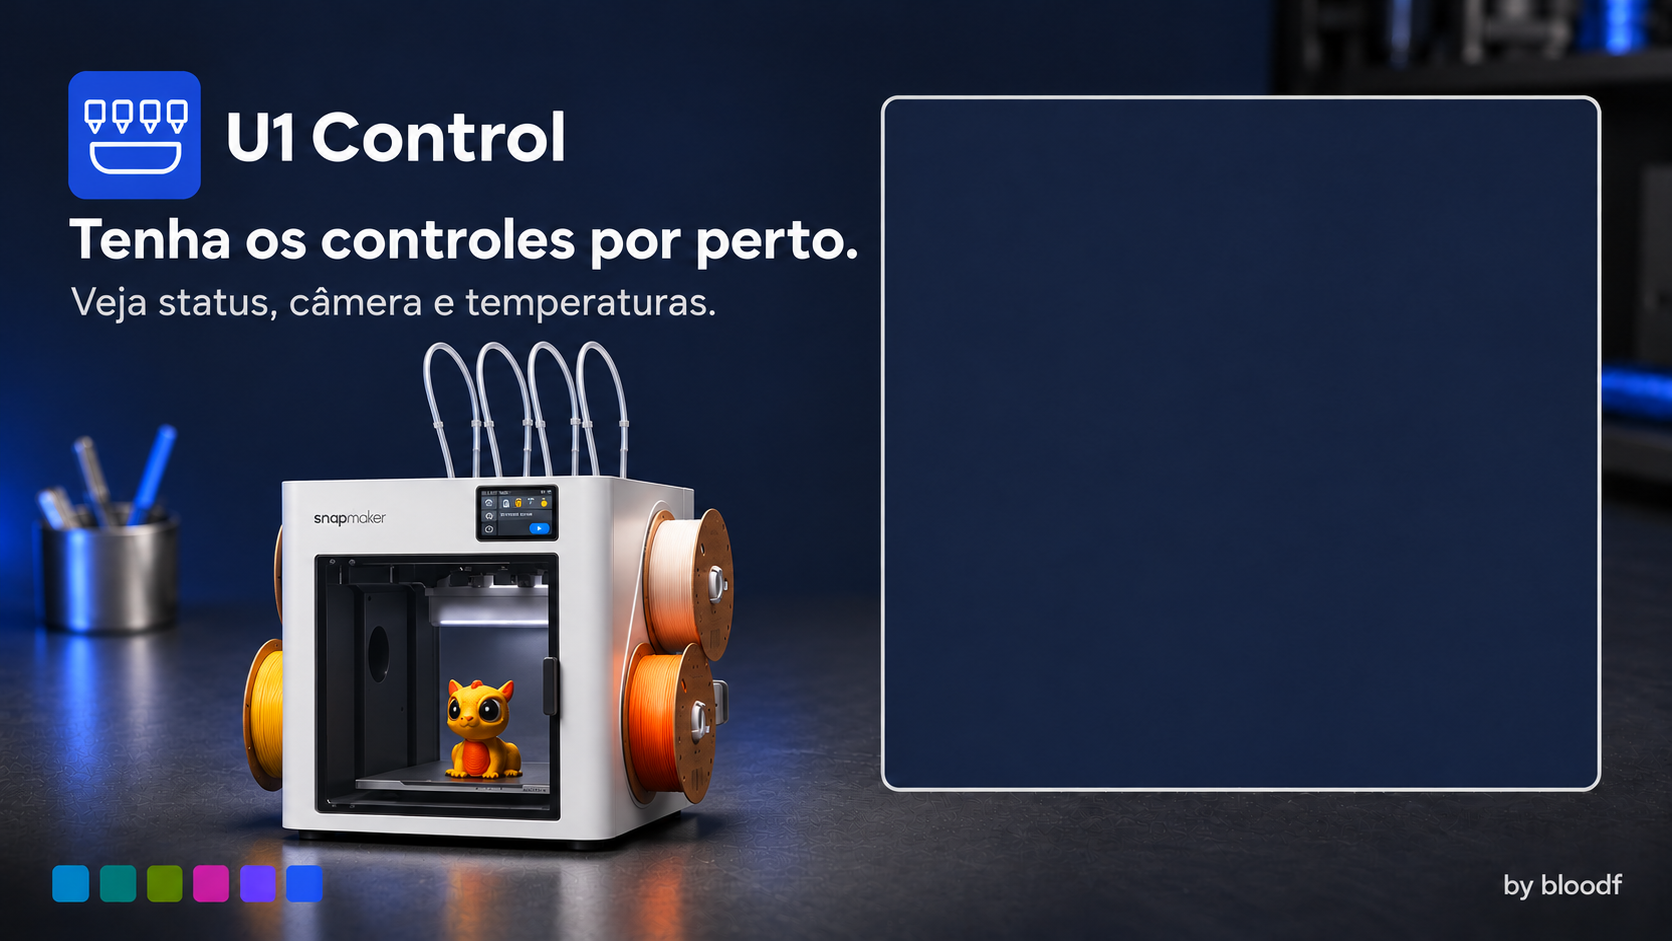 U1 Control
Tenha os controles por perto.
Veja status, câmera e temperaturas.
snapmaker
by bloodf